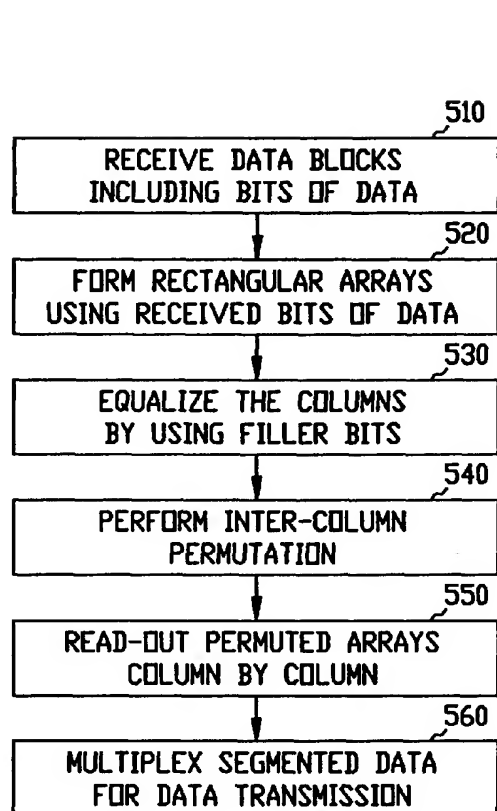 510
RECEIVE DATA BLOCKS
INCLUDING BITS OF DATA
520
FORM RECTANGULAR ARRAYS
USING RECEIVED BITS OF DATA
530
EQUALIZE THE COLUMNS
BY USING FILLER BITS
540
PERFORM INTER-COLUMN
PERMUTATION
550
READ-OUT PERMUTED ARRAYS
COLUMN BY COLUMN
560
MULTIPLEX SEGMENTED DATA
FOR DATA TRANSMISSION